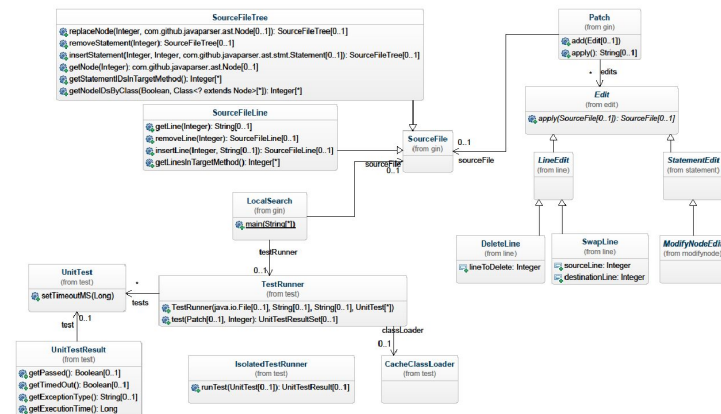 SourceFileTree
replaceNode(Integer, com.github.javaparser.ast.Node[0..1]): SourceFileTree[0..1]
removeStatement(Integer): SourceFileTree[0..1]
insertStatement(Integer, Integer, com.github.javaparser.ast.stmt.Statement[0..1]): SourceFileTree[0..1]
getNode(Integer): com.github.javaparser.ast.Node[0..1]
getStatementIDsInTargetMethod(): Integer[*]
getNodeIDsByClass(Boolean, Class<? extends Node>[*]): Integer[*]
Patch
(from gin)
add(Edit[0..1])
apply(): String[0..1]
* edits
SourceFileLine
getLine(Integer): String[0..1]
removeLine(Integer): SourceFileLine[0..1]
insertLine(Integer, String[0..1]): SourceFileLine[0..1]
getLinesInTargetMethod(): Integer[*]
SourceFile
(from gin)
0..1
sourceFile
sourceFile
0..1
Edit
(from edit)
apply(SourceFile[0..1]): SourceFile[0..1]
LineEdit
(from line)
StatementEdit
(from statement)
LocalSearch
(from gin)
main(String[*])
testRunner
0..1
DeleteLine
(from line)
lineToDelete: Integer
SwapLine
(from line)
sourceLine: Integer
destinationLine: Integer
ModifyNodeEdit
(from modifynode)
UnitTest
(from test)
setTimeoutMS(Long)
*
tests
test
0..1
TestRunner
(from test)
TestRunner(java.io.File[0..1], String[0..1], String[0..1], UnitTest[*])
test(Patch[0..1], Integer): UnitTestResultSet[0..1]
classLoader
0..1
UnitTestResult
(from test)
getPassed(): Boolean[0..1]
getTimedOut(): Boolean[0..1]
getExceptionType(): String[0..1]
getExecutionTime(): Long
IsolatedTestRunner
(from test)
runTest(UnitTest[0..1]): UnitTestResult[0..1]
CacheClassLoader
(from test)